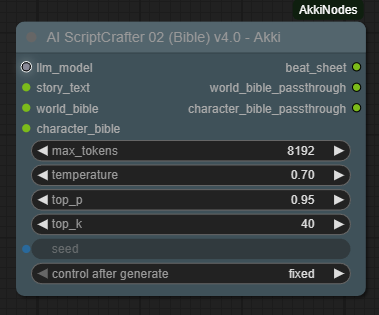 AkkiNodes
AI ScriptCrafter 02 (Bible) v4.0 - Akki
llm_model beat_sheet
story_text world_bible_passthrough
world_bible character_bible_passthrough
character_bible
max_tokens 8192
temperature 0.70
top_p 0.95
top_k 40
seed
control after generate fixed